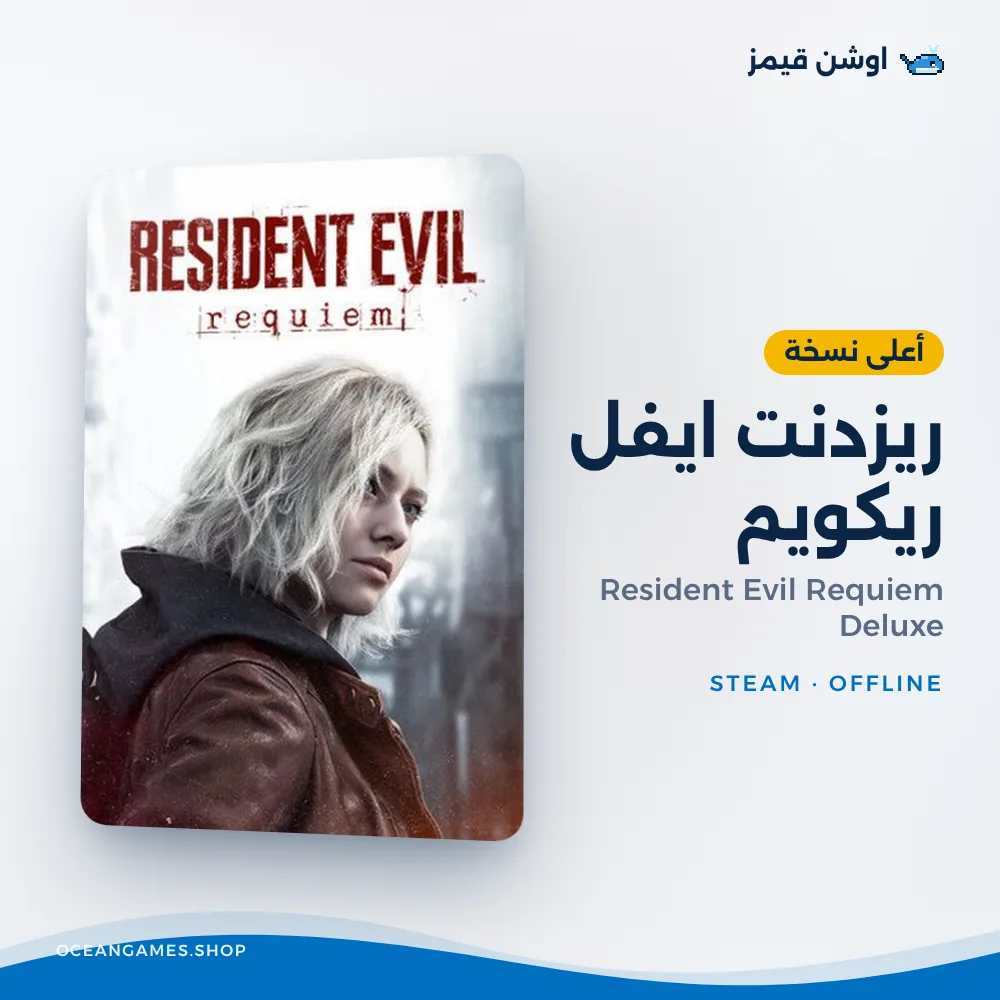 اوشن قيمز
RESIDENT EVIL
requiem
أعلى نسخة
ريزدنت ايفل
ريكويم
Resident Evil Requiem
Deluxe
STEAM · OFFLINE
OCEANGAMES.SHOP